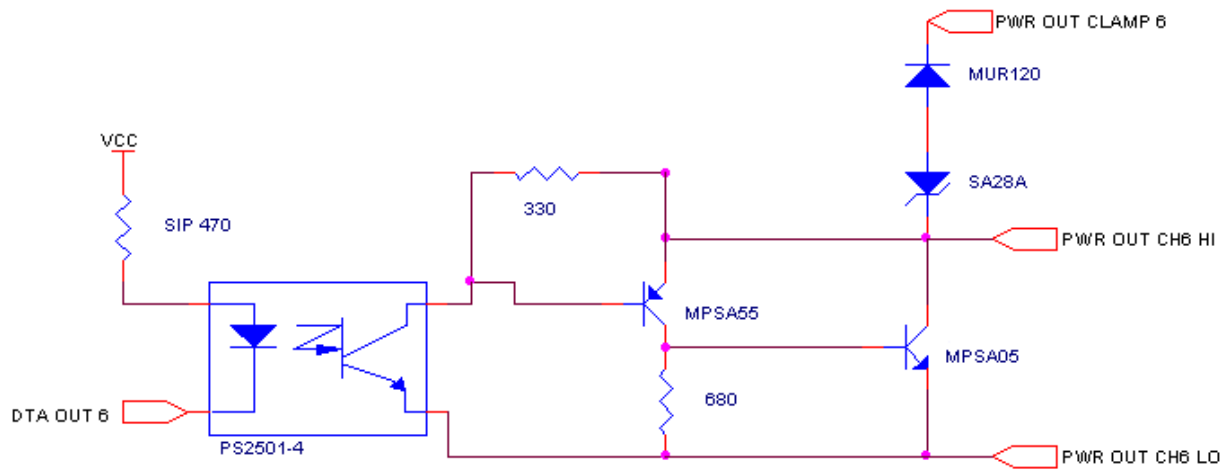 PWR OUT CLAMP 6
MUR120
VCC
SA28A
330
SIP 470
PWR OUT CH6 HI
MPSA55
MPSA05
680
DTA OUT 6
PS2501-4
PWR OUT CH6 LO